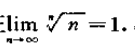 lim n→∞ ⁿ√n = 1.